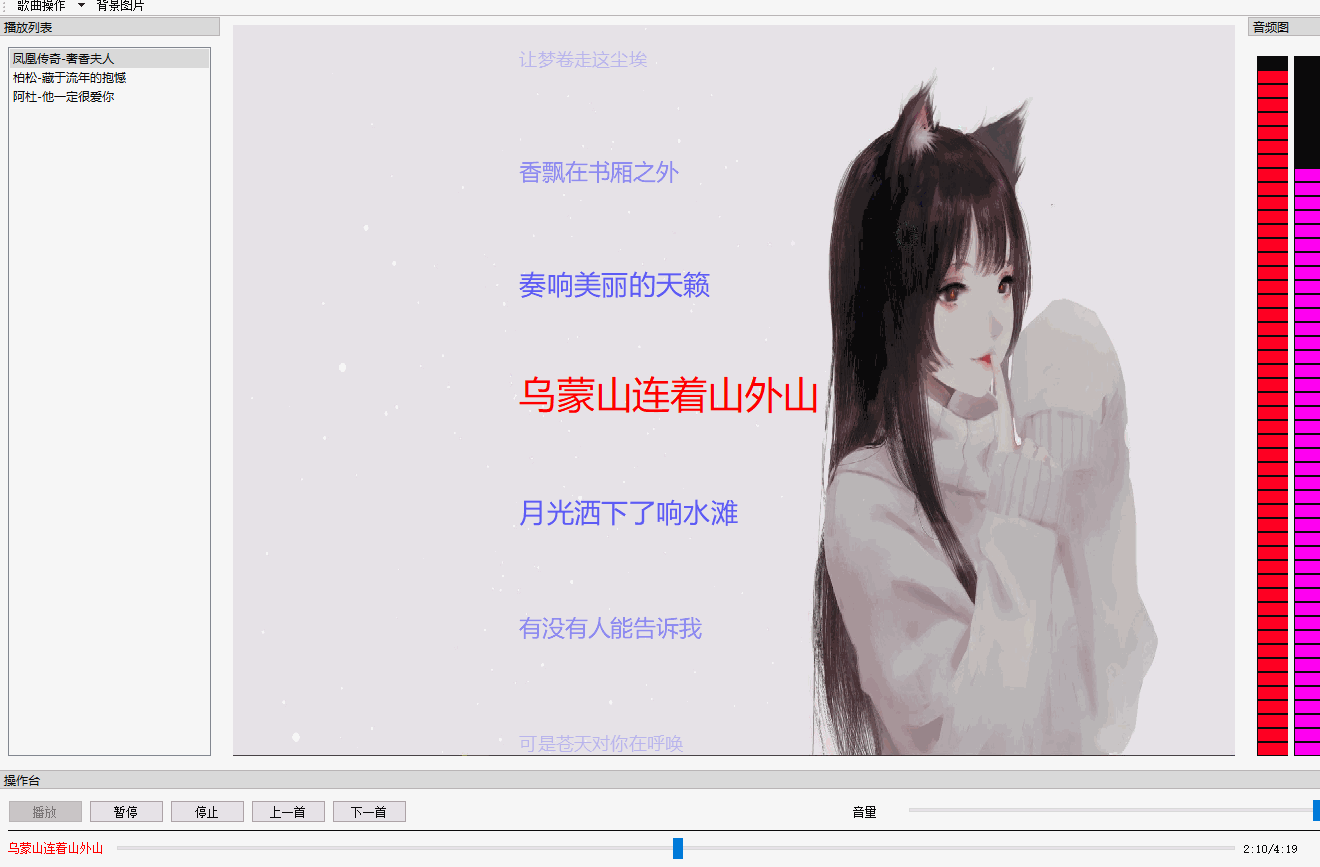 歌曲操作 背景图片
播放列表
音频图
凤凰传奇-奢香夫人
柏松-藏于流年的抱憾
阿杜-他一定很爱你
让梦卷走这尘埃
香飘在书厢之外
奏响美丽的天籁
乌蒙山连着山外山
月光洒下了响水滩
有没有人能告诉我
可是苍天对你在呼唤
操作台
播放 暂停 停止 上一首 下一首 音量
乌蒙山连着山外山 2:10/4:19